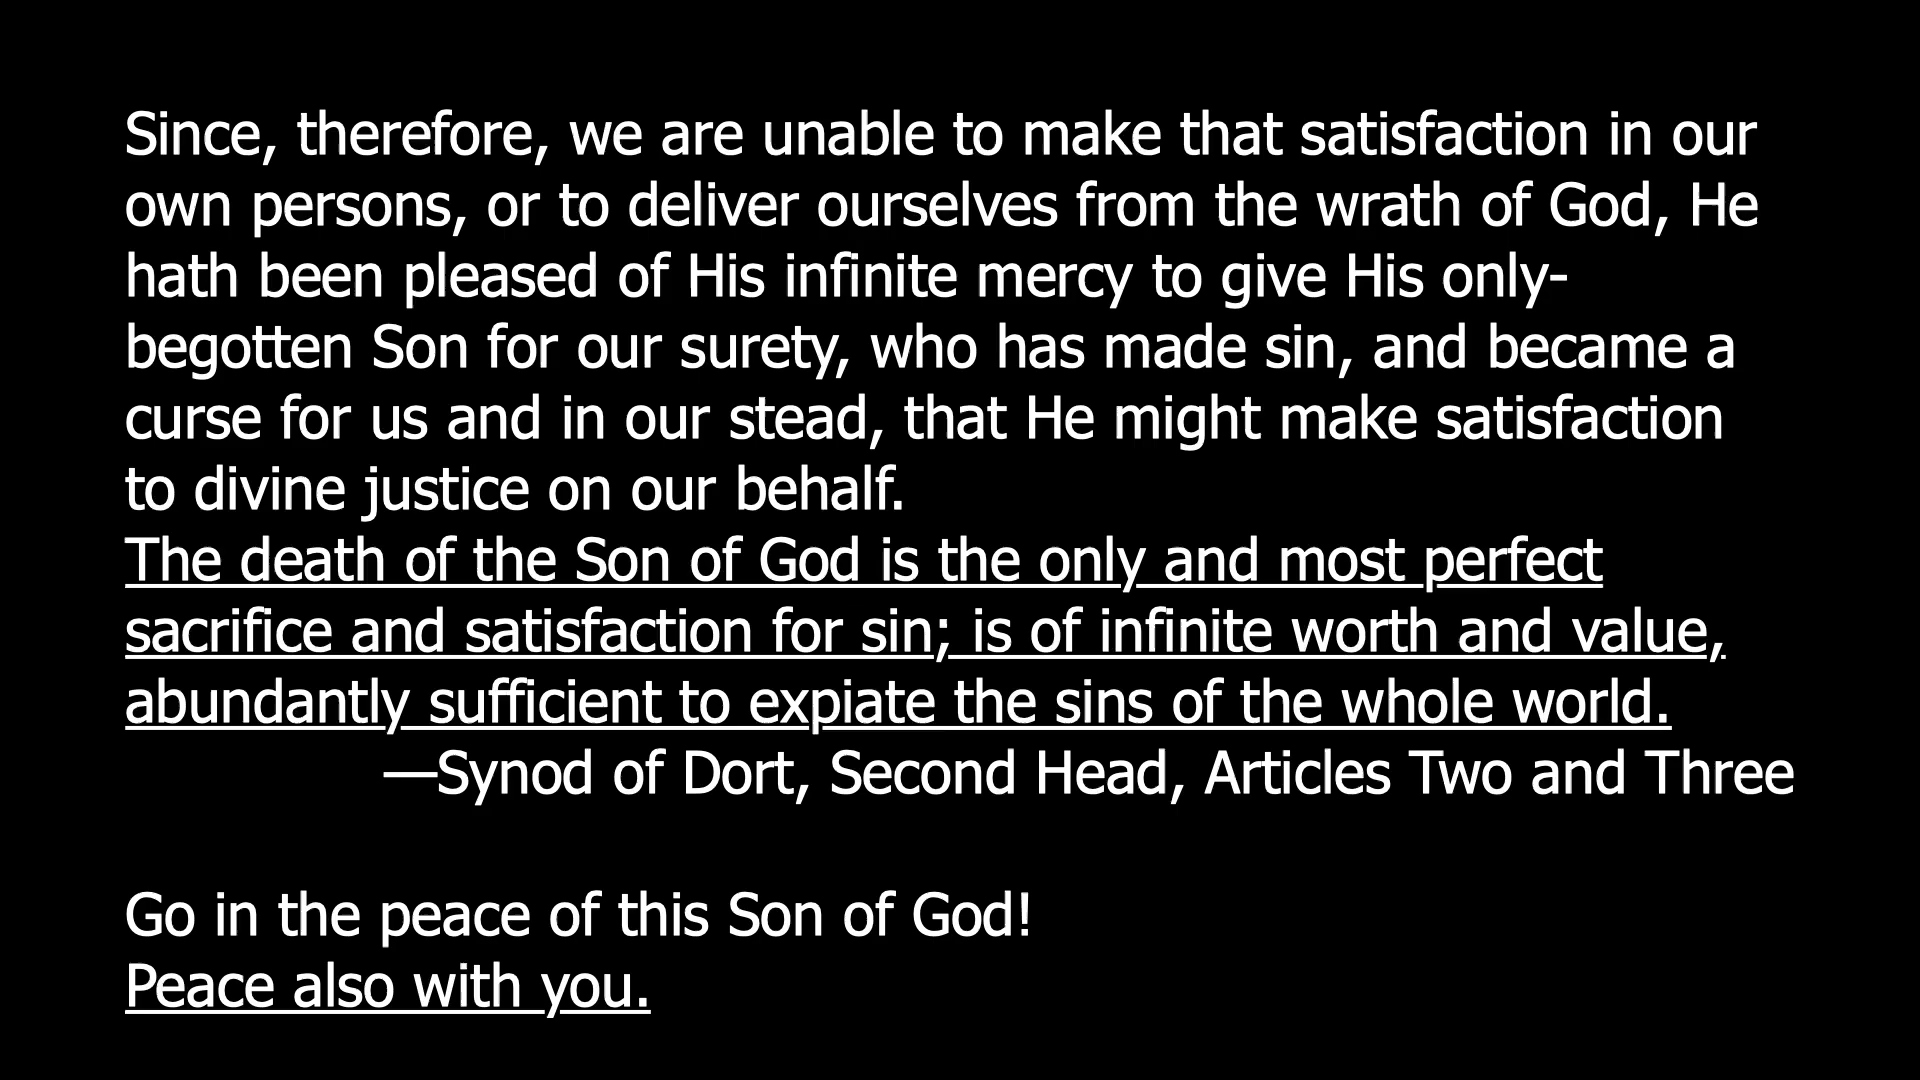 Since, therefore, we are unable to make that satisfaction in our
own persons, or to deliver ourselves from the wrath of God, He
hath been pleased of His infinite mercy to give His only-
begotten Son for our surety, who has made sin, and became a
curse for us and in our stead, that He might make satisfaction
to divine justice on our behalf.
The death of the Son of God is the only and most perfect
sacrifice and satisfaction for sin; is of infinite worth and value,
abundantly sufficient to expiate the sins of the whole world.
—Synod of Dort, Second Head, Articles Two and Three
Go in the peace of this Son of God!
Peace also with you.